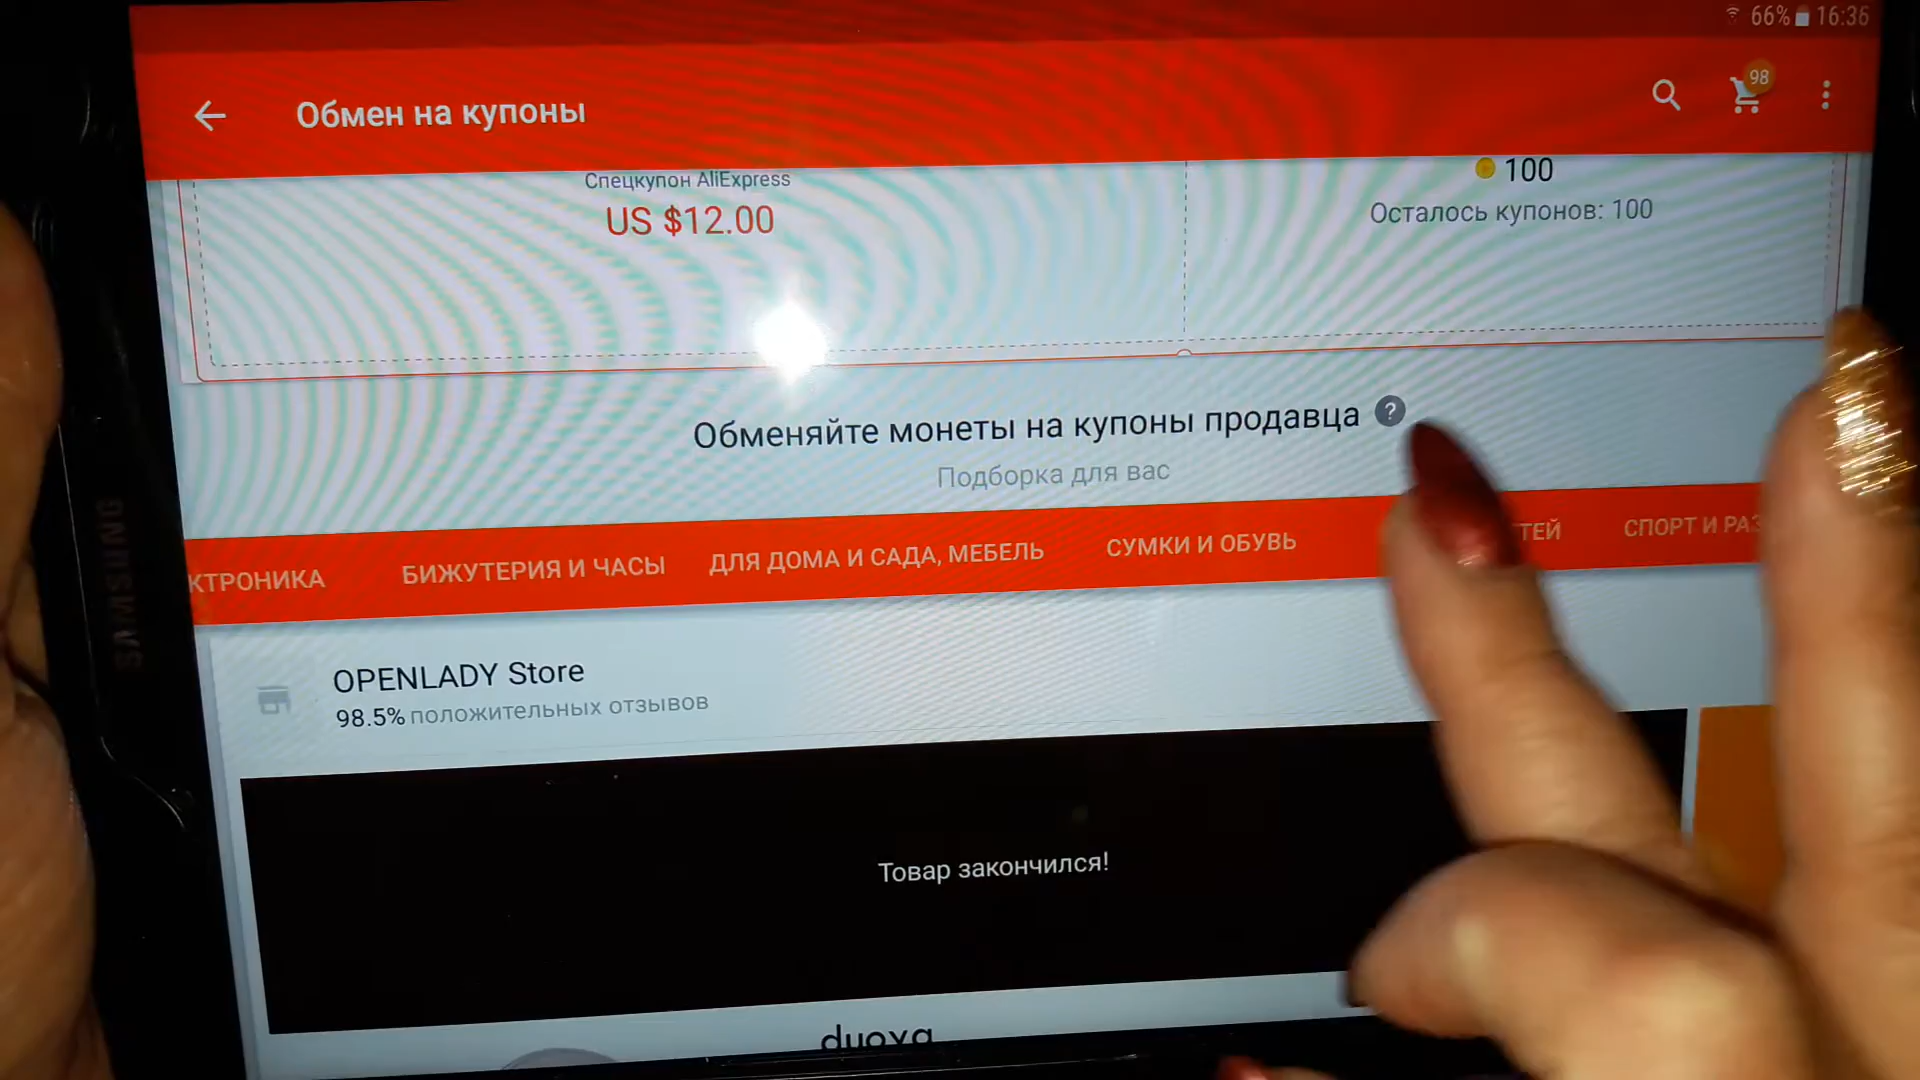 66% 16:36
Обмен на купоны
98
Спецкупон AliExpress
US $12.00
100
Осталось купонов: 100
Обменяйте монеты на купоны продавца ?
Подборка для вас
КТРОНИКА БИЖУТЕРИЯ И ЧАСЫ ДЛЯ ДОМА И САДА, МЕБЕЛЬ СУМКИ И ОБУВЬ ТЕЙ СПОРТ И РАЗ
OPENLADY Store
98.5% положительных отзывов
Товар закончился!
SAMSUNG